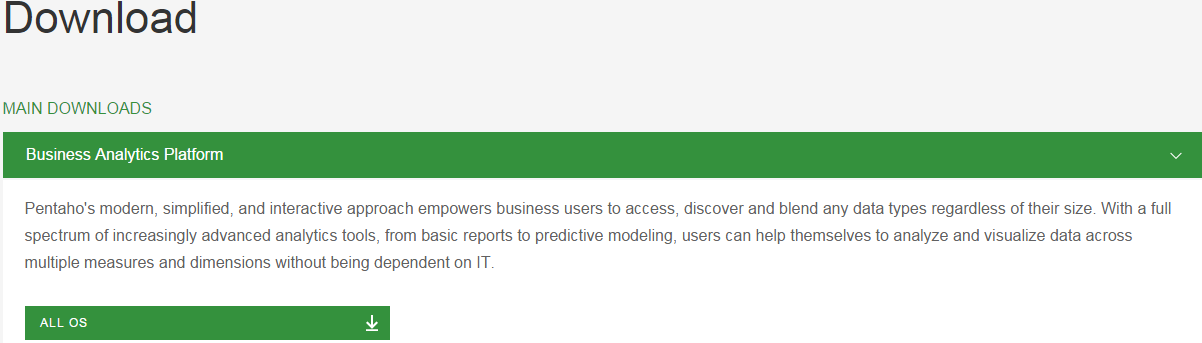 Download
MAIN DOWNLOADS
Business Analytics Platform
Pentaho's modern, simplified, and interactive approach empowers business users to access, discover and blend any data types regardless of their size. With a full
spectrum of increasingly advanced analytics tools, from basic reports to predictive modeling, users can help themselves to analyze and visualize data across
multiple measures and dimensions without being dependent on IT.
ALL OS